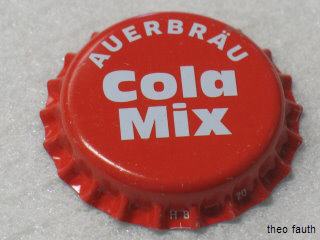 AUERBRÄU
Cola
Mix
theo fauth